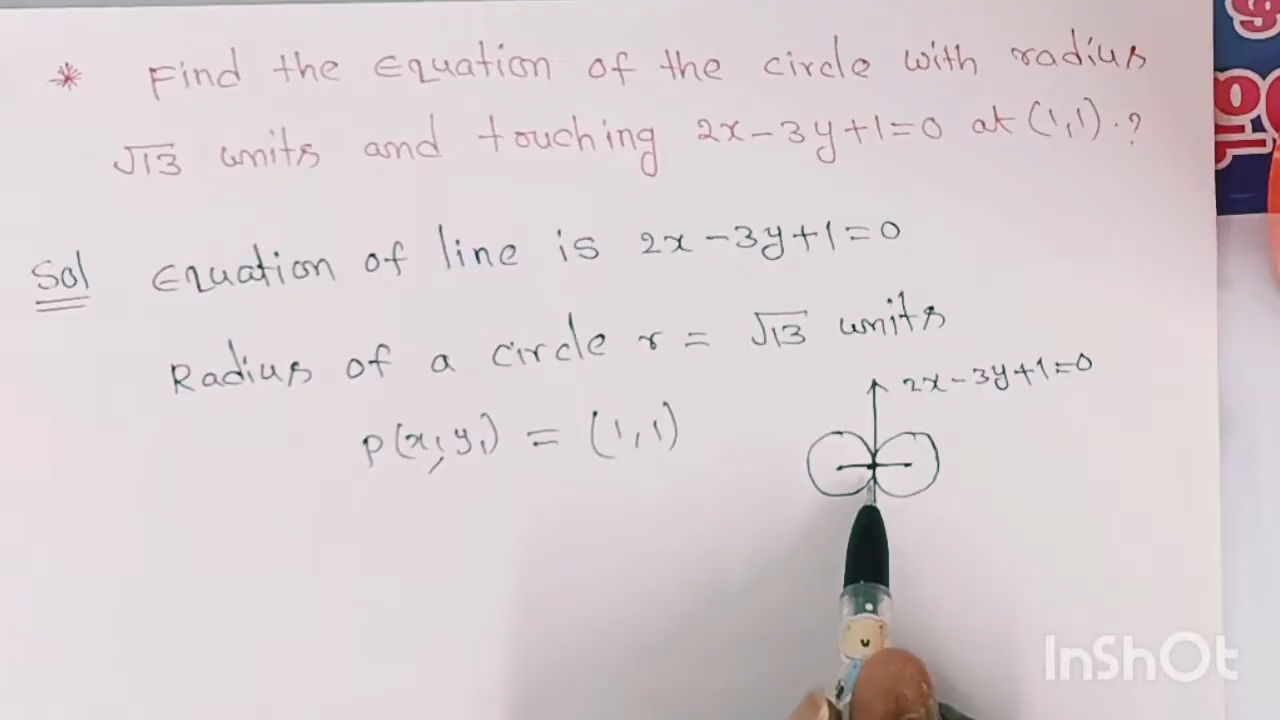 * Find the Equation of the circle with radius
√13 units and touching 2x-3y+1=0 at (1,1).?
Sol Equation of line is 2x-3y+1=0
Radius of a circle r = √13 units
2x-3y+1=0
P(x₁,y₁) = (1,1)
InShOt